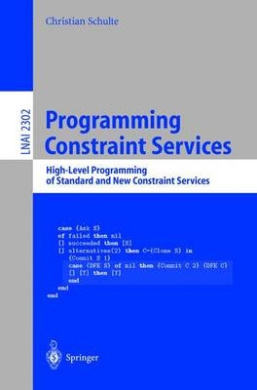 Christian Schulte
LNAI 2302
Programming
Constraint Services
High-Level Programming
of Standard and New Constraint Services
case {Ask S}
of failed then nil
[] succeeded then [S]
[] alternatives(2) then C={Clone S} in
{Commit S 1}
case {DFE S} of nil then {Commit C 2} {DFE C}
[] [T] then [T]
end
end
end
Springer